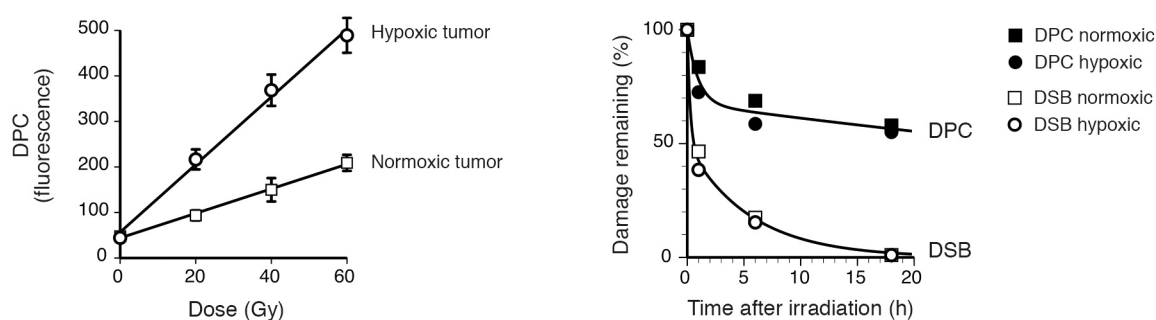 500
400
300
200
100
0
DPC
(fluorescence)
0
20
40
60
Dose (Gy)
Hypoxic tumor
Normoxic tumor
100
50
0
Damage remaining (%)
0
5
10
15
20
Time after irradiation (h)
DPC
DSB
DPC normoxic
DPC hypoxic
DSB normoxic
DSB hypoxic